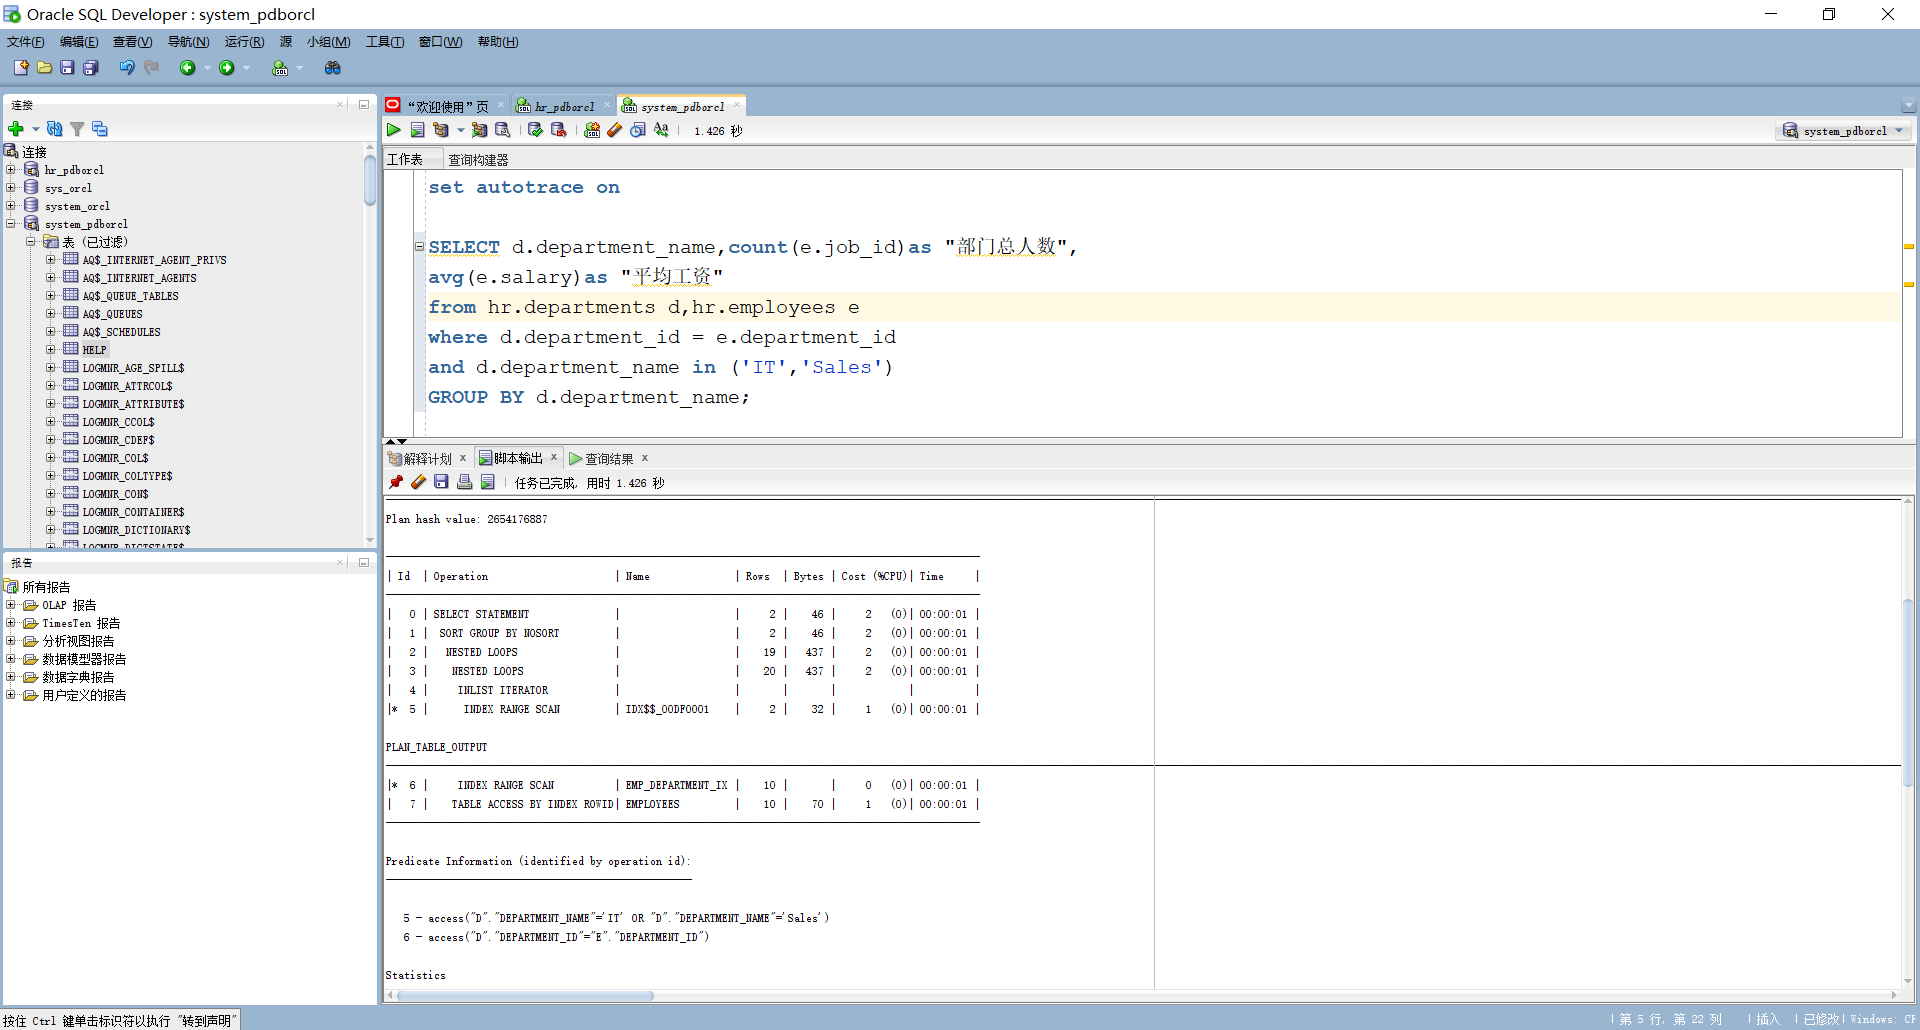 Oracle SQL Developer : system_pdborcl
文件(F) 编辑(E) 查看(V) 导航(N) 运行(R) 源 小组(M) 工具(T) 窗口(W) 帮助(H)
连接
连接
hr_pdborcl
sys_orcl
system_orcl
system_pdborcl
表 (已过滤)
AQ$_INTERNET_AGENT_PRIVS
AQ$_INTERNET_AGENTS
AQ$_QUEUE_TABLES
AQ$_QUEUES
AQ$_SCHEDULES
HELP
LOGMNR_AGE_SPILL$
LOGMNR_ATTRCOL$
LOGMNR_ATTRIBUTE$
LOGMNR_CCOL$
LOGMNR_CDEF$
LOGMNR_COL$
LOGMNR_COLTYPE$
LOGMNR_CON$
LOGMNR_CONTAINER$
LOGMNR_DICTIONARY$
LOGMNR_DICTSTATE$
报告
所有报告
OLAP 报告
TimesTen 报告
分析视图报告
数据模型器报告
数据字典报告
用户定义的报告
“欢迎使用”页 hr_pdborcl system_pdborcl
1.426 秒 system_pdborcl
工作表 查询构建器
set autotrace on
SELECT d.department_name,count(e.job_id)as "部门总人数",
avg(e.salary)as "平均工资"
from hr.departments d,hr.employees e
where d.department_id = e.department_id
and d.department_name in ('IT','Sales')
GROUP BY d.department_name;
解释计划 x 脚本输出 x 查询结果 x
任务已完成, 用时 1.426 秒
Plan hash value: 2654176887
| Id | Operation | Name | Rows | Bytes | Cost (%CPU)| Time |
| 0 | SELECT STATEMENT | | 2 | 46 | 2 (0)| 00:00:01 |
| 1 | SORT GROUP BY NOSORT | | 2 | 46 | 2 (0)| 00:00:01 |
| 2 | NESTED LOOPS | | 19 | 437 | 2 (0)| 00:00:01 |
| 3 | NESTED LOOPS | | 20 | 437 | 2 (0)| 00:00:01 |
| 4 | INLIST ITERATOR | | | | | |
|* 5 | INDEX RANGE SCAN | IDX$$_00DF0001 | 2 | 32 | 1 (0)| 00:00:01 |
PLAN_TABLE_OUTPUT
|* 6 | INDEX RANGE SCAN | EMP_DEPARTMENT_IX | 10 | | 0 (0)| 00:00:01 |
| 7 | TABLE ACCESS BY INDEX ROWID| EMPLOYEES | 10 | 70 | 1 (0)| 00:00:01 |
Predicate Information (identified by operation id):
5 - access("D"."DEPARTMENT_NAME"='IT' OR "D"."DEPARTMENT_NAME"='Sales')
6 - access("D"."DEPARTMENT_ID"="E"."DEPARTMENT_ID")
Statistics
按住 Ctrl 键单击标识符以执行 "转到声明" | 第 5 行, 第 22 列 | 插入 | 已修改| Windows: CF